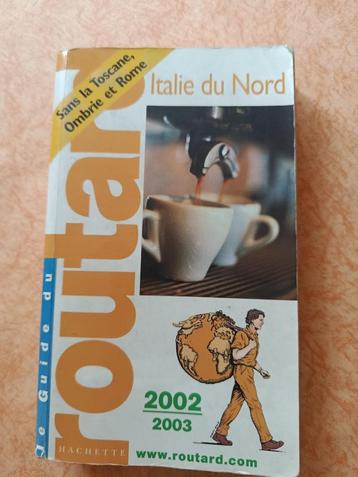 Sans la Toscane,
Ombrie et Rome
Italie du Nord
le Guide du
routard
2002
2003
HACHETTE
www.routard.com